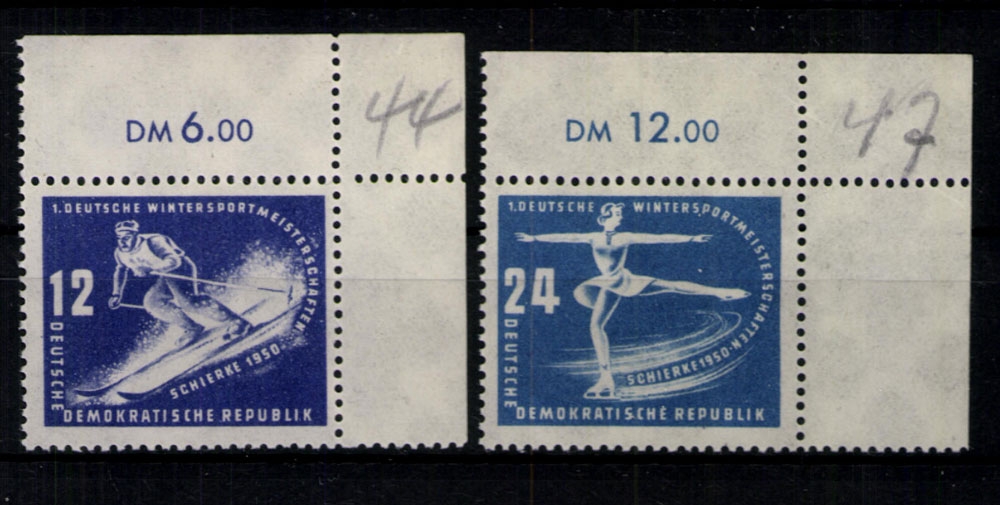 DM 6.00
44
1. DEUTSCHE WINTERSPORTMEISTERSCHAFTEN·
SCHIERKE 1950·
12
DEUTSCHE
DEMOKRATISCHE REPUBLIK
DM 12.00
47
1. DEUTSCHE WINTERSPORTMEISTERSCHAFTEN·
SCHIERKE 1950·
24
DEUTSCHE
DEMOKRATISCHE REPUBLIK